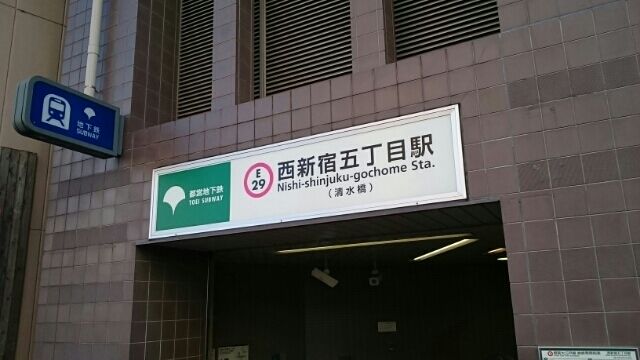 地下鉄
SUBWAY
都営地下鉄
TOEI SUBWAY
E
29
西新宿五丁目駅
Nishi-shinjuku-gochome Sta.
（清水橋）